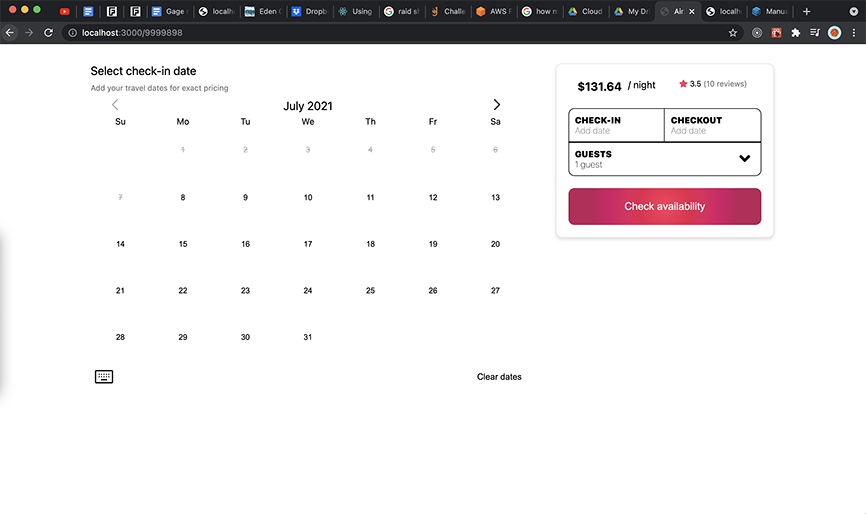 Gage
localh
Eden
Dropb
Using
raid sl
Challe
AWS F
how m
Cloud
My Dr
Air
localh
Manua
localhost:3000/9999898
Select check-in date
Add your travel dates for exact pricing
July 2021
Su Mo Tu We Th Fr Sa
1 2 3 4 5 6
7 8 9 10 11 12 13
14 15 16 17 18 19 20
21 22 23 24 25 26 27
28 29 30 31
Clear dates
$131.64 / night
3.5 (10 reviews)
CHECK-IN
Add date
CHECKOUT
Add date
GUESTS
1 guest
Check availability